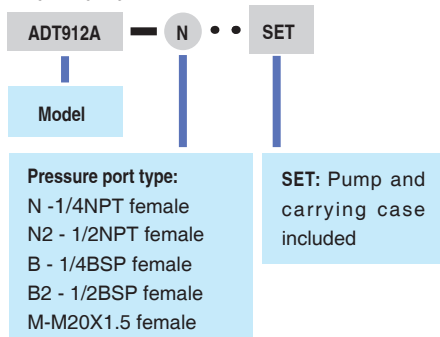 ADT912A — N • • SET
Model
Pressure port type:
N -1/4NPT female
N2 - 1/2NPT female
B - 1/4BSP female
B2 - 1/2BSP female
M-M20X1.5 female
SET: Pump and
carrying case
included